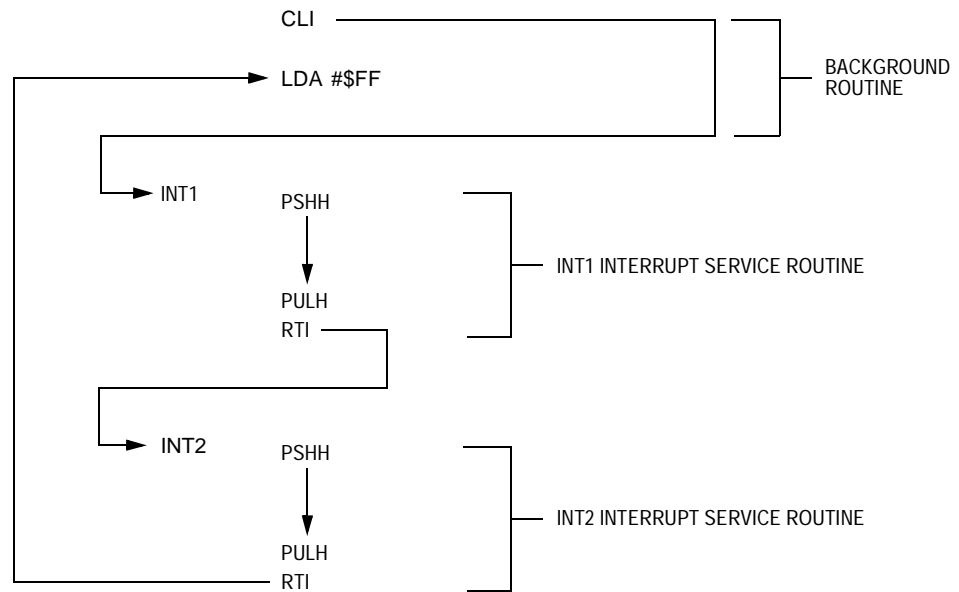 CLI
LDA #$FF
BACKGROUND
ROUTINE
INT1
PSHH
INT1 INTERRUPT SERVICE ROUTINE
PULH
RTI
INT2
PSHH
INT2 INTERRUPT SERVICE ROUTINE
PULH
RTI